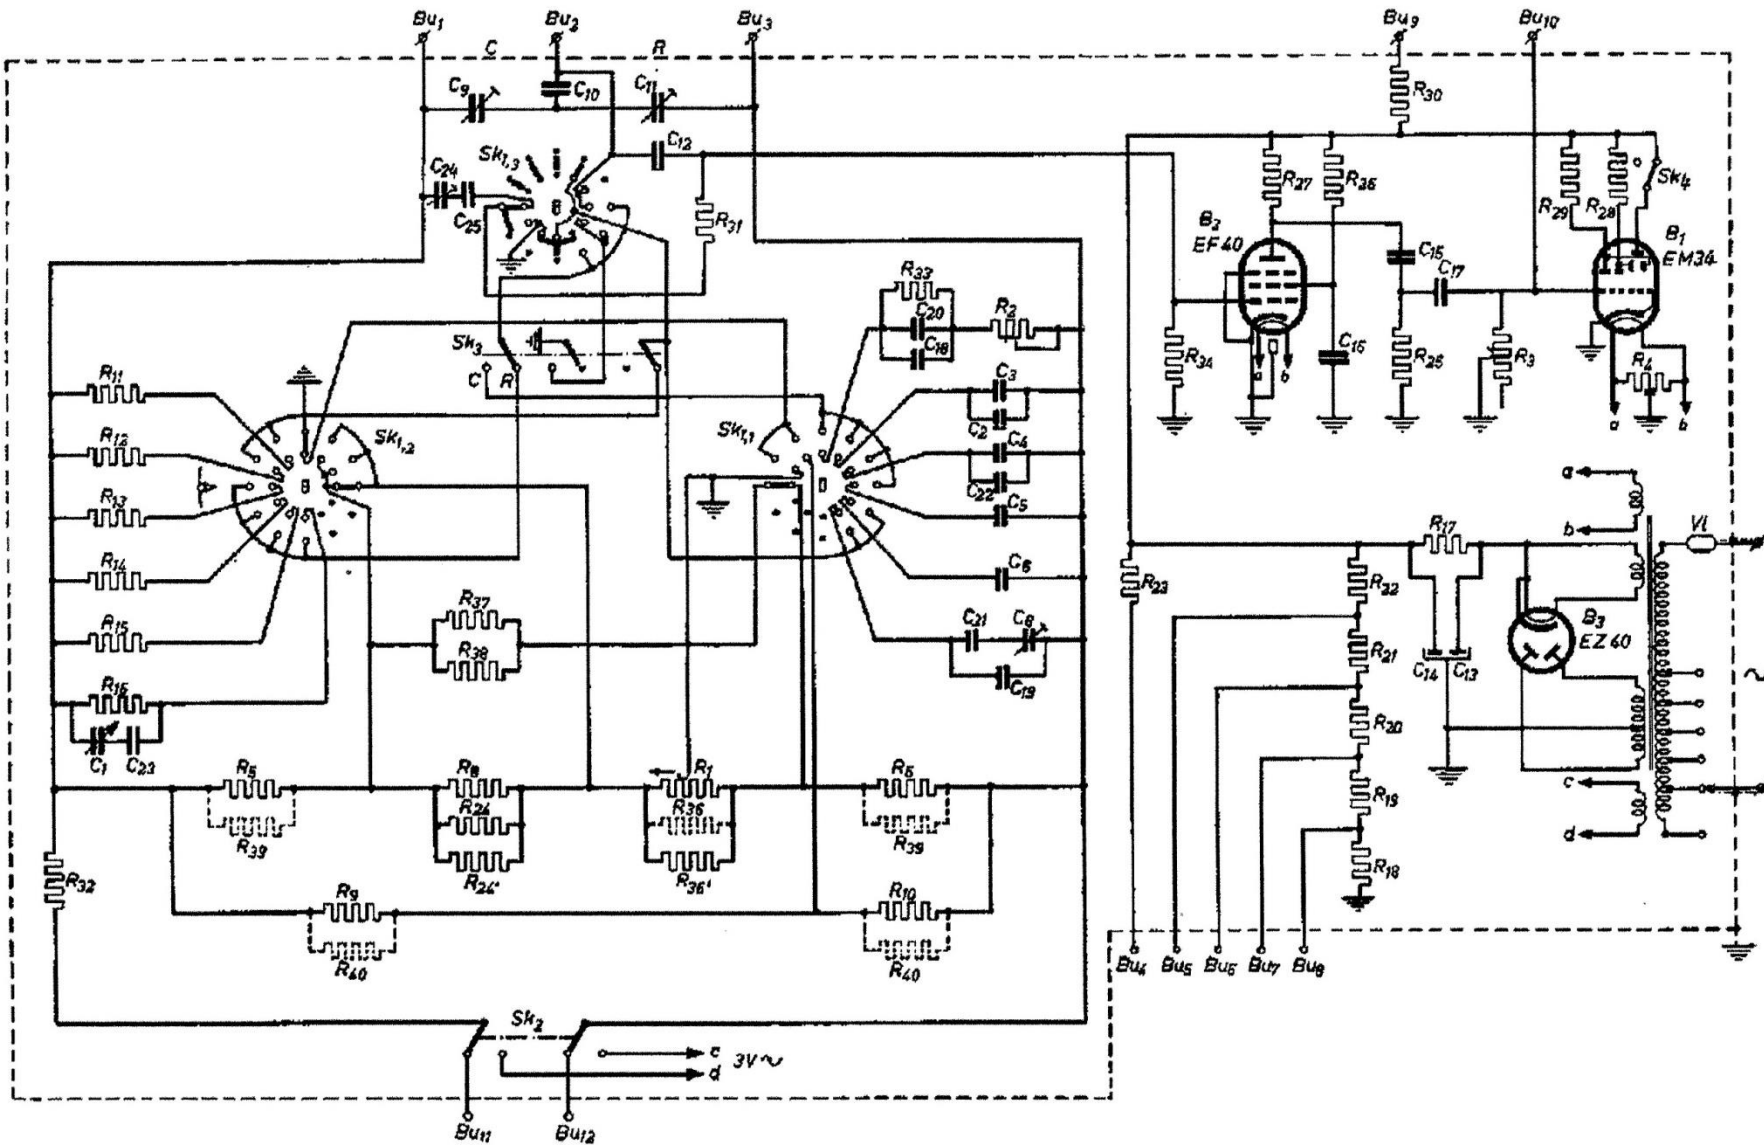 Bu1 Bu2 Bu3 Bu9 Bu10
C R
C9 C10 C11
R30
C12
Sk1,3
C24
C25
R31
R27 R26
R29 R28 Sk4
B2
EF40
B1
EM34
C15
C17
R33
C20
C18
R2
Sk3
C R
R34
a b
C16
R25
R3
R4
a b
R11
C3
C2
R12
Sk1,2
Sk1,1
C4
C22
R13
C5
R14
C6
R15
R37
R38
C21 C8
C19
R16
C1 C23
a
b
R17
Vl
R23
R22
B3
EZ40
R21
C14 C13
R20
R19
R18
c
d
R5
R39
R8
R24
R24'
R1
R36
R36'
R6
R39
R32
R9
R40
R10
R40
Bu4 Bu5 Bu6 Bu7 Bu8
Sk2
c
d
3V∿
Bu11 Bu12